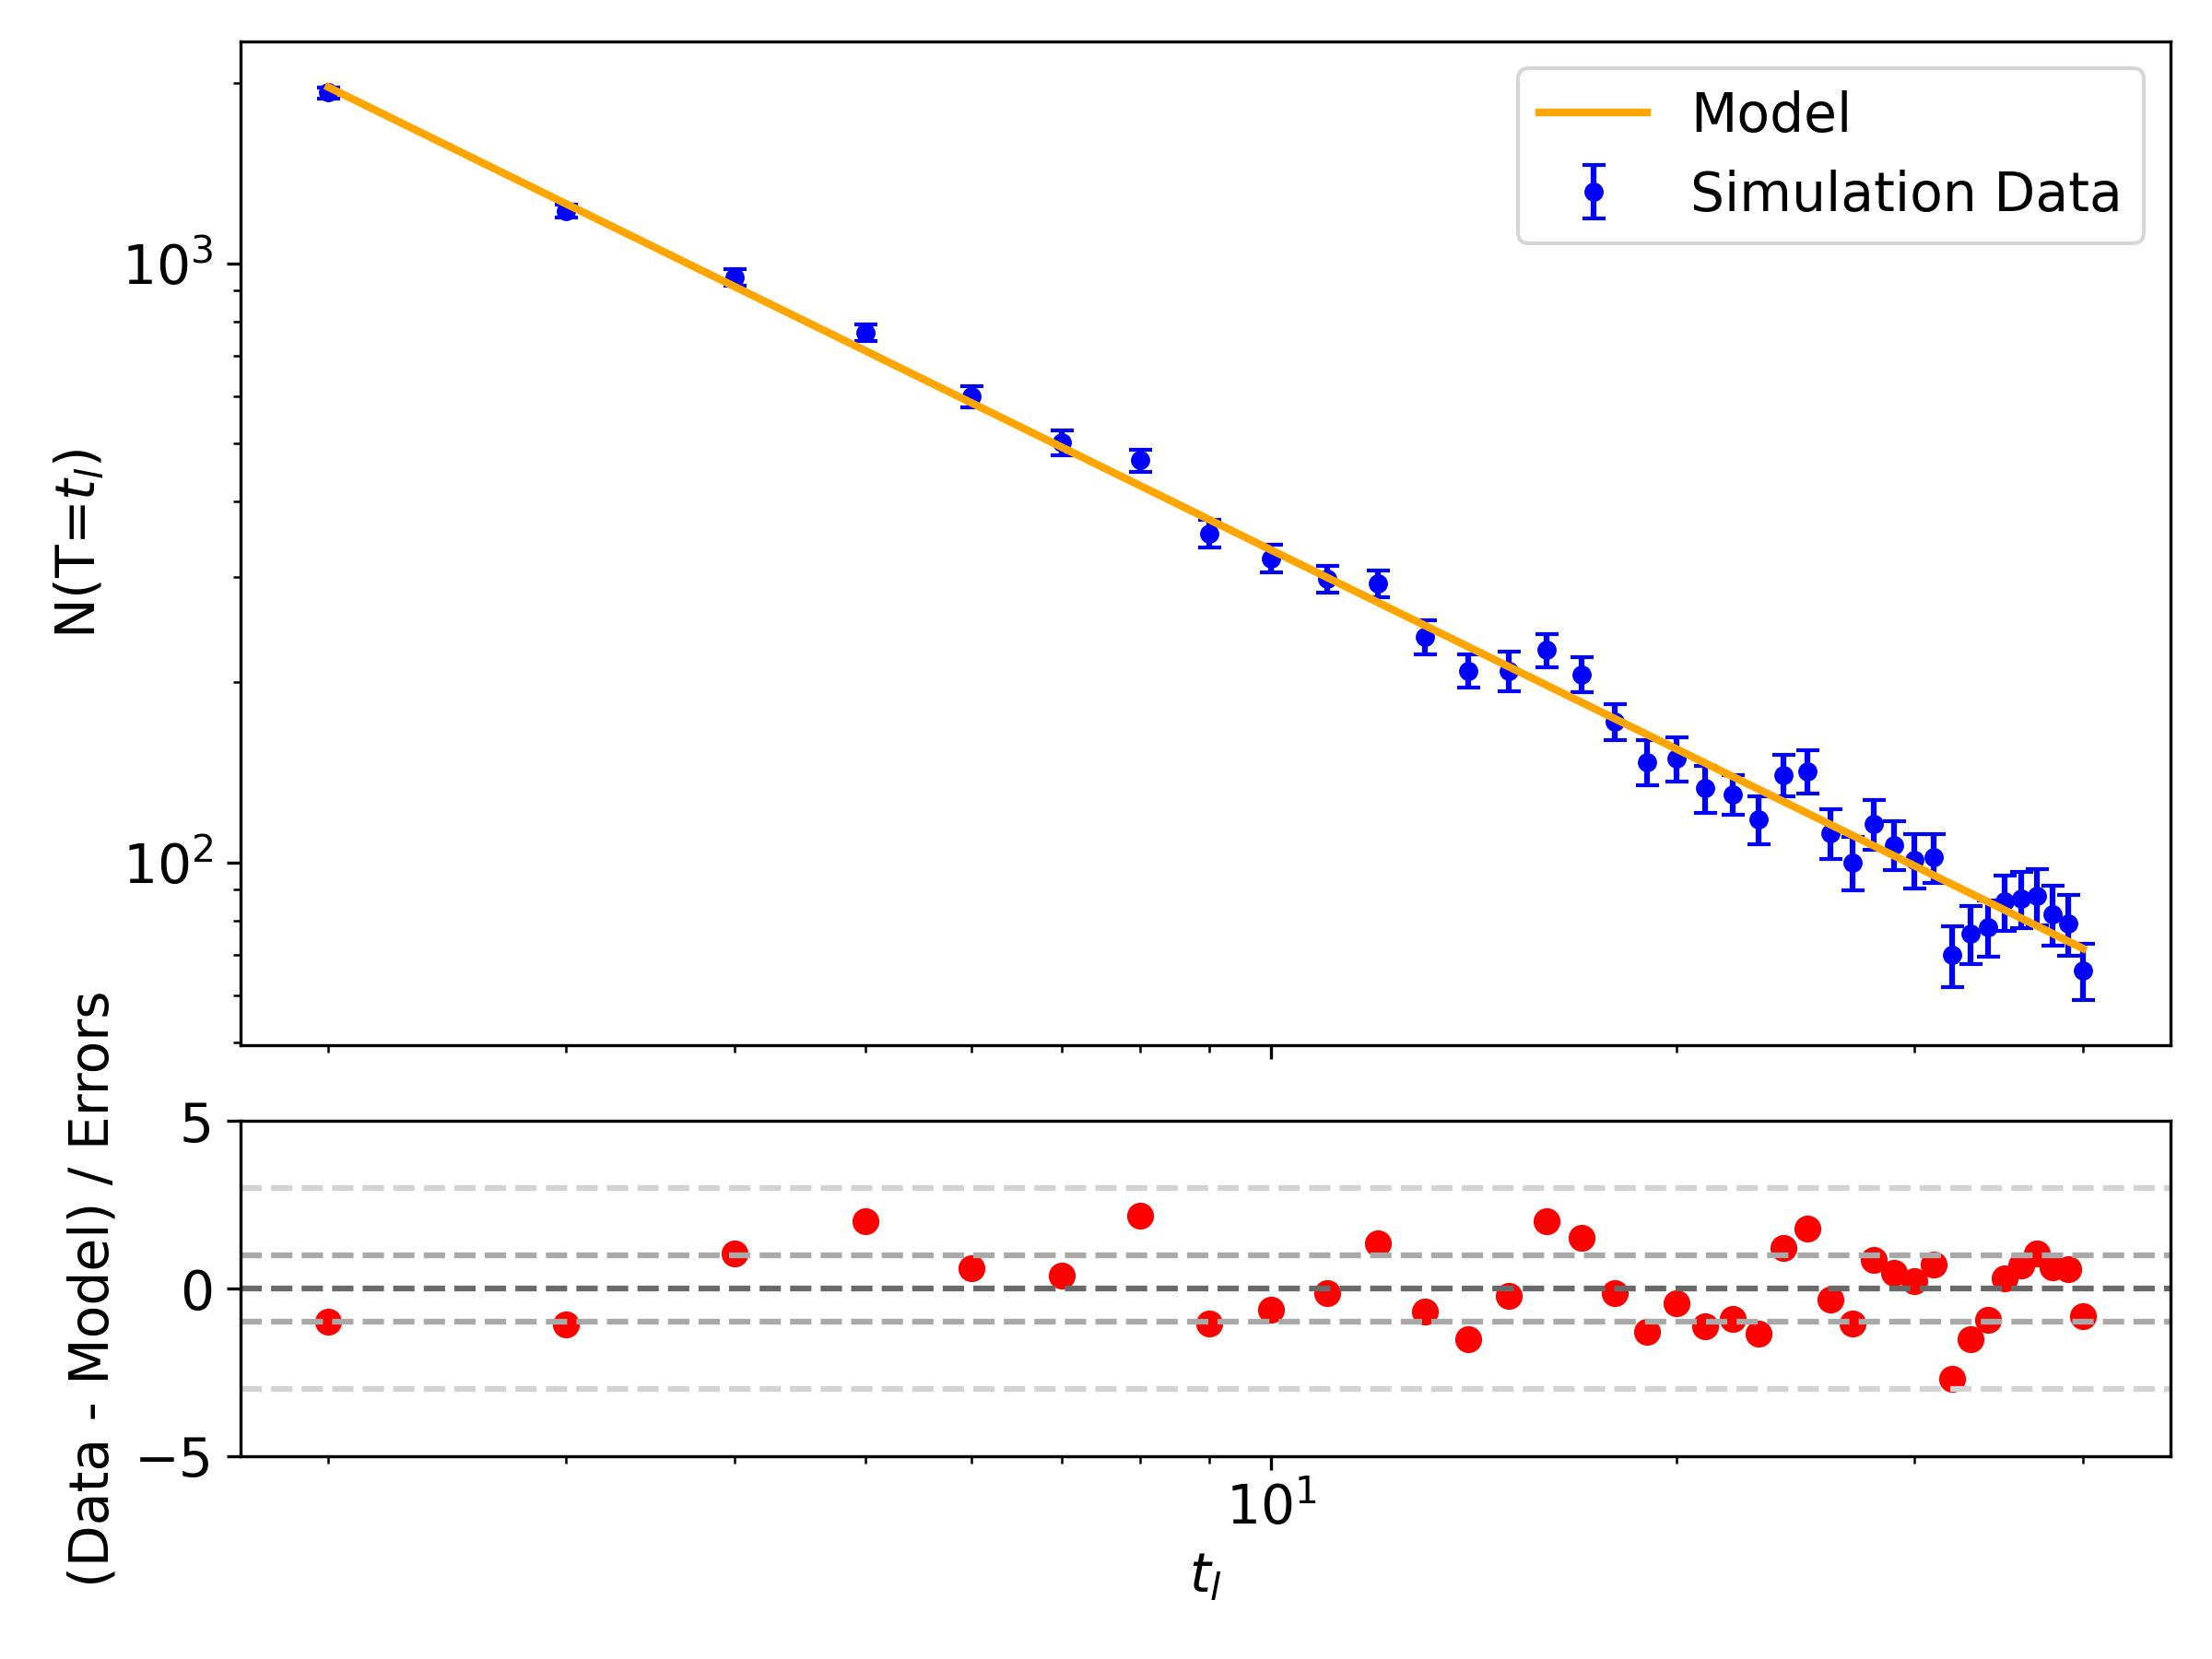 Model
Simulation Data
10³
10²
N(T=tₗ)
5
0
−5
(Data - Model) / Errors
10¹
tₗ